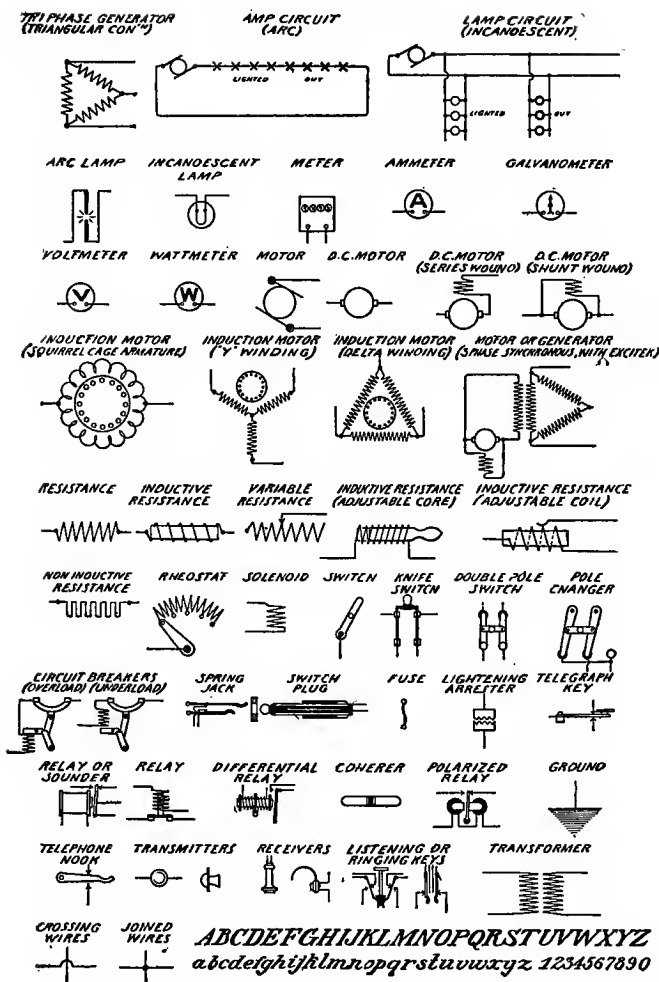 TRIPHASE GENERATOR
(TRIANGULAR CON'TN)
AMP CIRCUIT
(ARC)
LAMP CIRCUIT
(INCANDESCENT)
LIGHTED OUT
LIGHTED OUT
ARC LAMP
INCANDESCENT
LAMP
METER
AMMETER
GALVANOMETER
A
VOLTMETER
WATTMETER
MOTOR
D.C. MOTOR
D.C. MOTOR
(SERIES WOUND)
D.C. MOTOR
(SHUNT WOUND)
V
W
INDUCTION MOTOR
(SQUIRREL CAGE ARMATURE)
INDUCTION MOTOR
("Y" WINDING)
INDUCTION MOTOR
(DELTA WINDING)
MOTOR OR GENERATOR
(3 PHASE SYNCHRONOUS, WITH EXCITER)
RESISTANCE
INDUCTIVE
RESISTANCE
VARIABLE
RESISTANCE
INDUCTIVE RESISTANCE
(ADJUSTABLE CORE)
INDUCTIVE RESISTANCE
(ADJUSTABLE COIL)
NON INDUCTIVE
RESISTANCE
RHEOSTAT
SOLENOID
SWITCH
KNIFE
SWITCH
DOUBLE POLE
SWITCH
POLE
CHANGER
CIRCUIT BREAKERS
(OVERLOAD) (UNDERLOAD)
SPRING
JACK
SWITCH
PLUG
FUSE
LIGHTENING
ARRESTER
TELEGRAPH
KEY
RELAY OR
SOUNDER
RELAY
DIFFERENTIAL
RELAY
COHERER
POLARIZED
RELAY
GROUND
TELEPHONE
HOOK
TRANSMITTERS
RECEIVERS
LISTENING OR
RINGING KEYS
TRANSFORMER
CROSSING
WIRES
JOINED
WIRES
ABCDEFGHIJKLMNOPQRSTUVWXYZ
abcdefghijklmnopqrstuvwxyz 1234567890